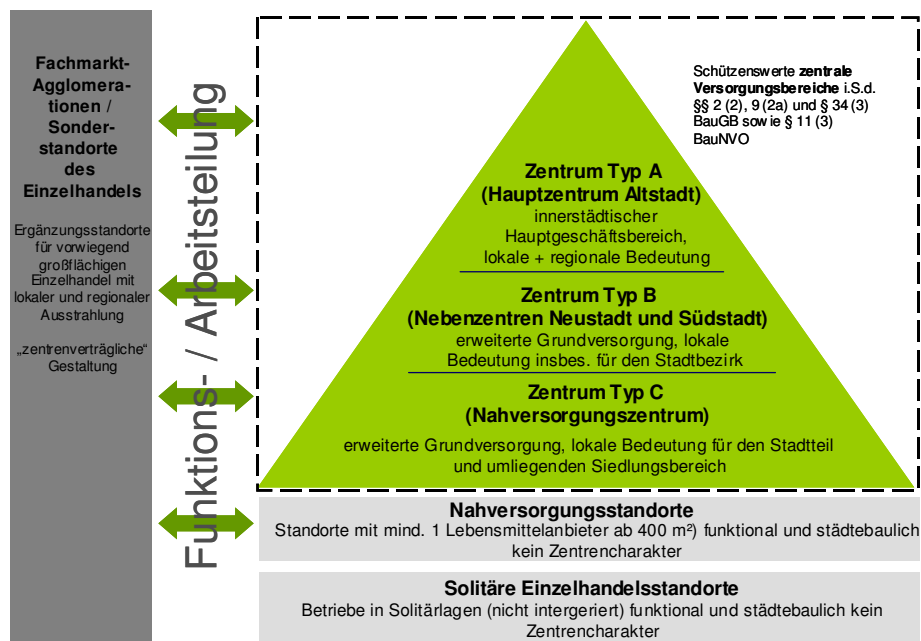 Fachmarkt-
Agglomera-
tionen /
Sonder-
standorte
des
Einzelhandels
Ergänzungsstandorte
für vorwiegend
großflächigen
Einzelhandel mit
lokaler und regionaler
Ausstrahlung
„zentrenverträgliche“
Gestaltung
Funktions- / Arbeitsteilung
Schützenswerte zentrale
Versorgungsbereiche i.S.d.
§§ 2 (2), 9 (2a) und § 34 (3)
BauGB sowie § 11 (3)
BauNVO
Zentrum Typ A
(Hauptzentrum Altstadt)
innerstädtischer
Hauptgeschäftsbereich,
lokale + regionale Bedeutung
Zentrum Typ B
(Nebenzentren Neustadt und Südstadt)
erweiterte Grundversorgung, lokale
Bedeutung insbes. für den Stadtbezirk
Zentrum Typ C
(Nahversorgungszentrum)
erweiterte Grundversorgung, lokale Bedeutung für den Stadtteil
und umliegenden Siedlungsbereich
Nahversorgungsstandorte
Standorte mit mind. 1 Lebensmittelanbieter ab 400 m²) funktional und städtebaulich
kein Zentrencharakter
Solitäre Einzelhandelsstandorte
Betriebe in Solitärlagen (nicht intergeriert) funktional und städtebaulich kein
Zentrencharakter